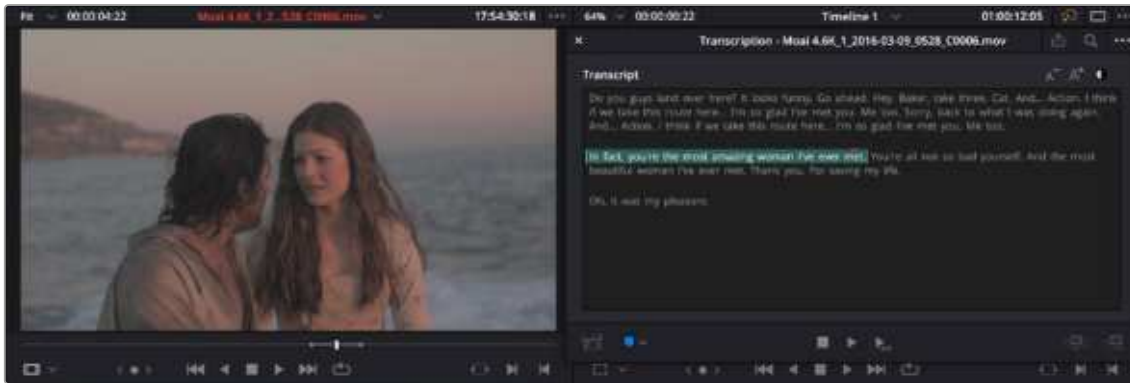 Fit 00:00:04:22 Moai 4.6K_1_2...528_C0006.mov 17:54:30:18 64% 00:00:00:22 Timeline 1 01:00:12:05
Transcription - Moai 4.6K_1_2016-03-09_0528_C0006.mov
Transcript
Do you guys land over here? It looks funny. Go ahead. Hey, Baker, take three. Cat. And... Action. I think
if we take this route here... I'm so glad I've met you. Me too. Sorry, back to what I was doing again.
And... Action. I think if we take this route here... I'm so glad I've met you. Me too.
In fact, you're the most amazing woman I've ever met. You're all not so bad yourself. And the most
beautiful woman I've ever met. Thank you. For saving my life.
Oh, it was my pleasure.